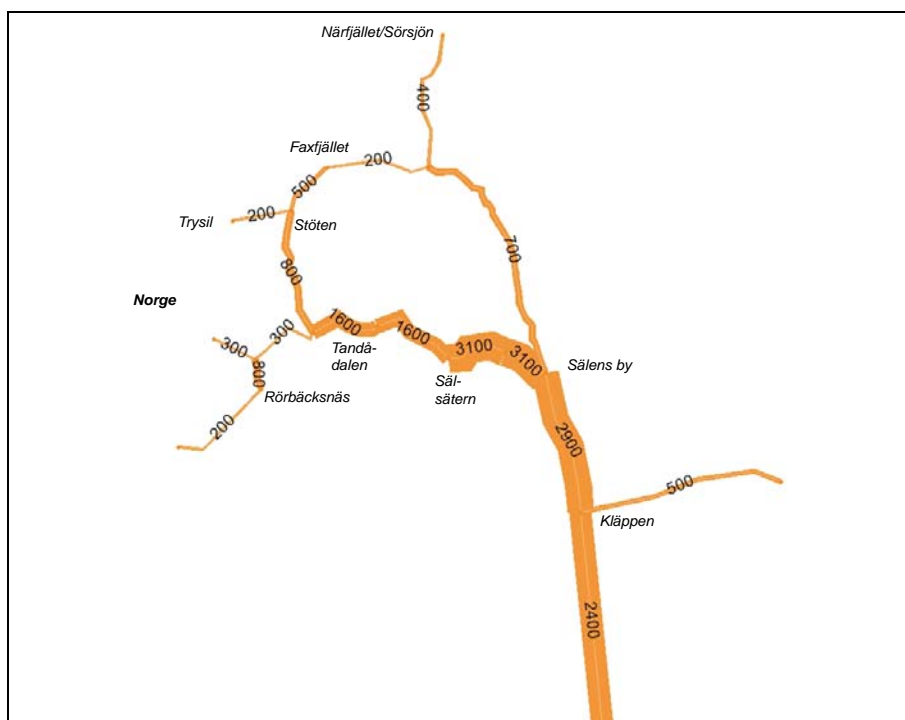 Närfjället/Sörsjön
400
Faxfjället
200
500
Trysil
200
Stöten
700
800
Norge
300
300
1600
1600
3100
3100
Tandå-
dalen
Säl-
sätern
Sälens by
800
Rörbäcksnäs
200
2900
500
Kläppen
2400